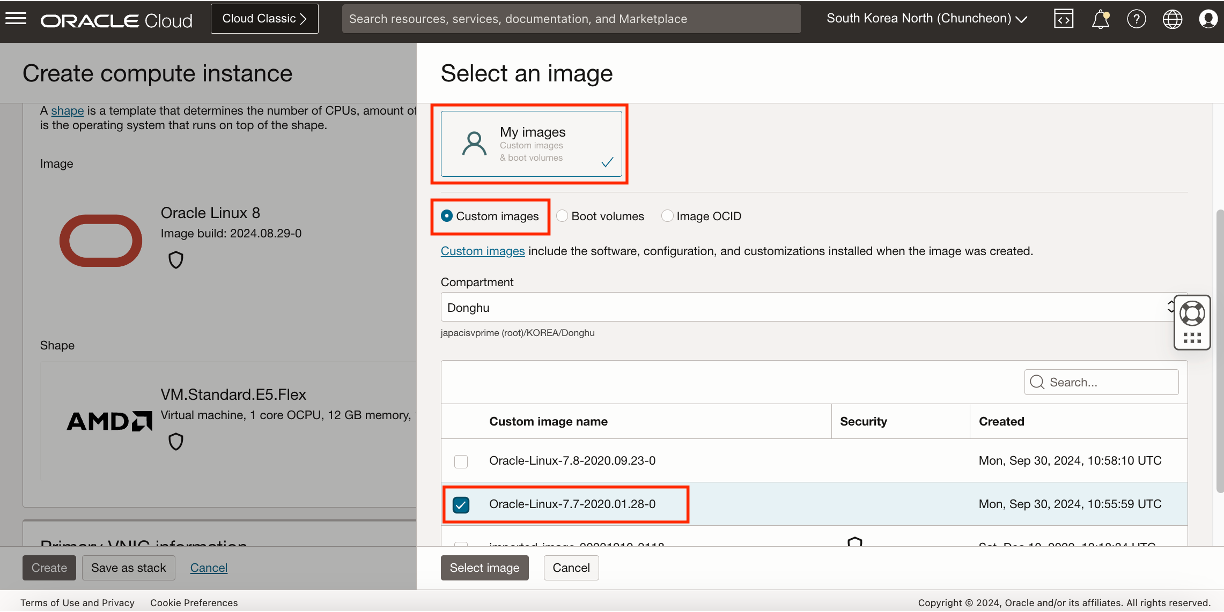 ORACLE Cloud
Cloud Classic
Search resources, services, documentation, and Marketplace
South Korea North (Chuncheon)
Create compute instance
A shape is a template that determines the number of CPUs, amount of
is the operating system that runs on top of the shape.
Image
Oracle Linux 8
Image build: 2024.08.29-0
Shape
AMD
VM.Standard.E5.Flex
Virtual machine, 1 core OCPU, 12 GB memory,
Primary VNIC information
Create
Save as stack
Cancel
Select an image
My images
Custom images
& boot volumes
Custom images
Boot volumes
Image OCID
Custom images include the software, configuration, and customizations installed when the image was created.
Compartment
Donghu
japacisvprime (root)/KOREA/Donghu
Search...
Custom image name
Security
Created
Oracle-Linux-7.8-2020.09.23-0
Mon, Sep 30, 2024, 10:58:10 UTC
Oracle-Linux-7.7-2020.01.28-0
Mon, Sep 30, 2024, 10:55:59 UTC
Select image
Cancel
Terms of Use and Privacy
Cookie Preferences
Copyright © 2024, Oracle and/or its affiliates. All rights reserved.